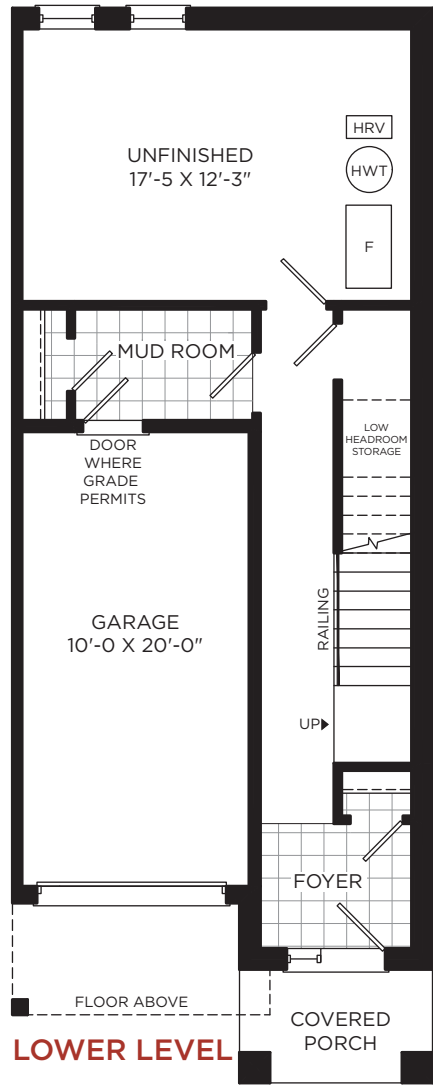 UNFINISHED
17'-5 X 12'-3"
HRV
HWT
F
MUD ROOM
DOOR
WHERE
GRADE
PERMITS
LOW
HEADROOM
STORAGE
GARAGE
10'-0 X 20'-0"
RAILING
UP
FOYER
FLOOR ABOVE
COVERED
PORCH
LOWER LEVEL